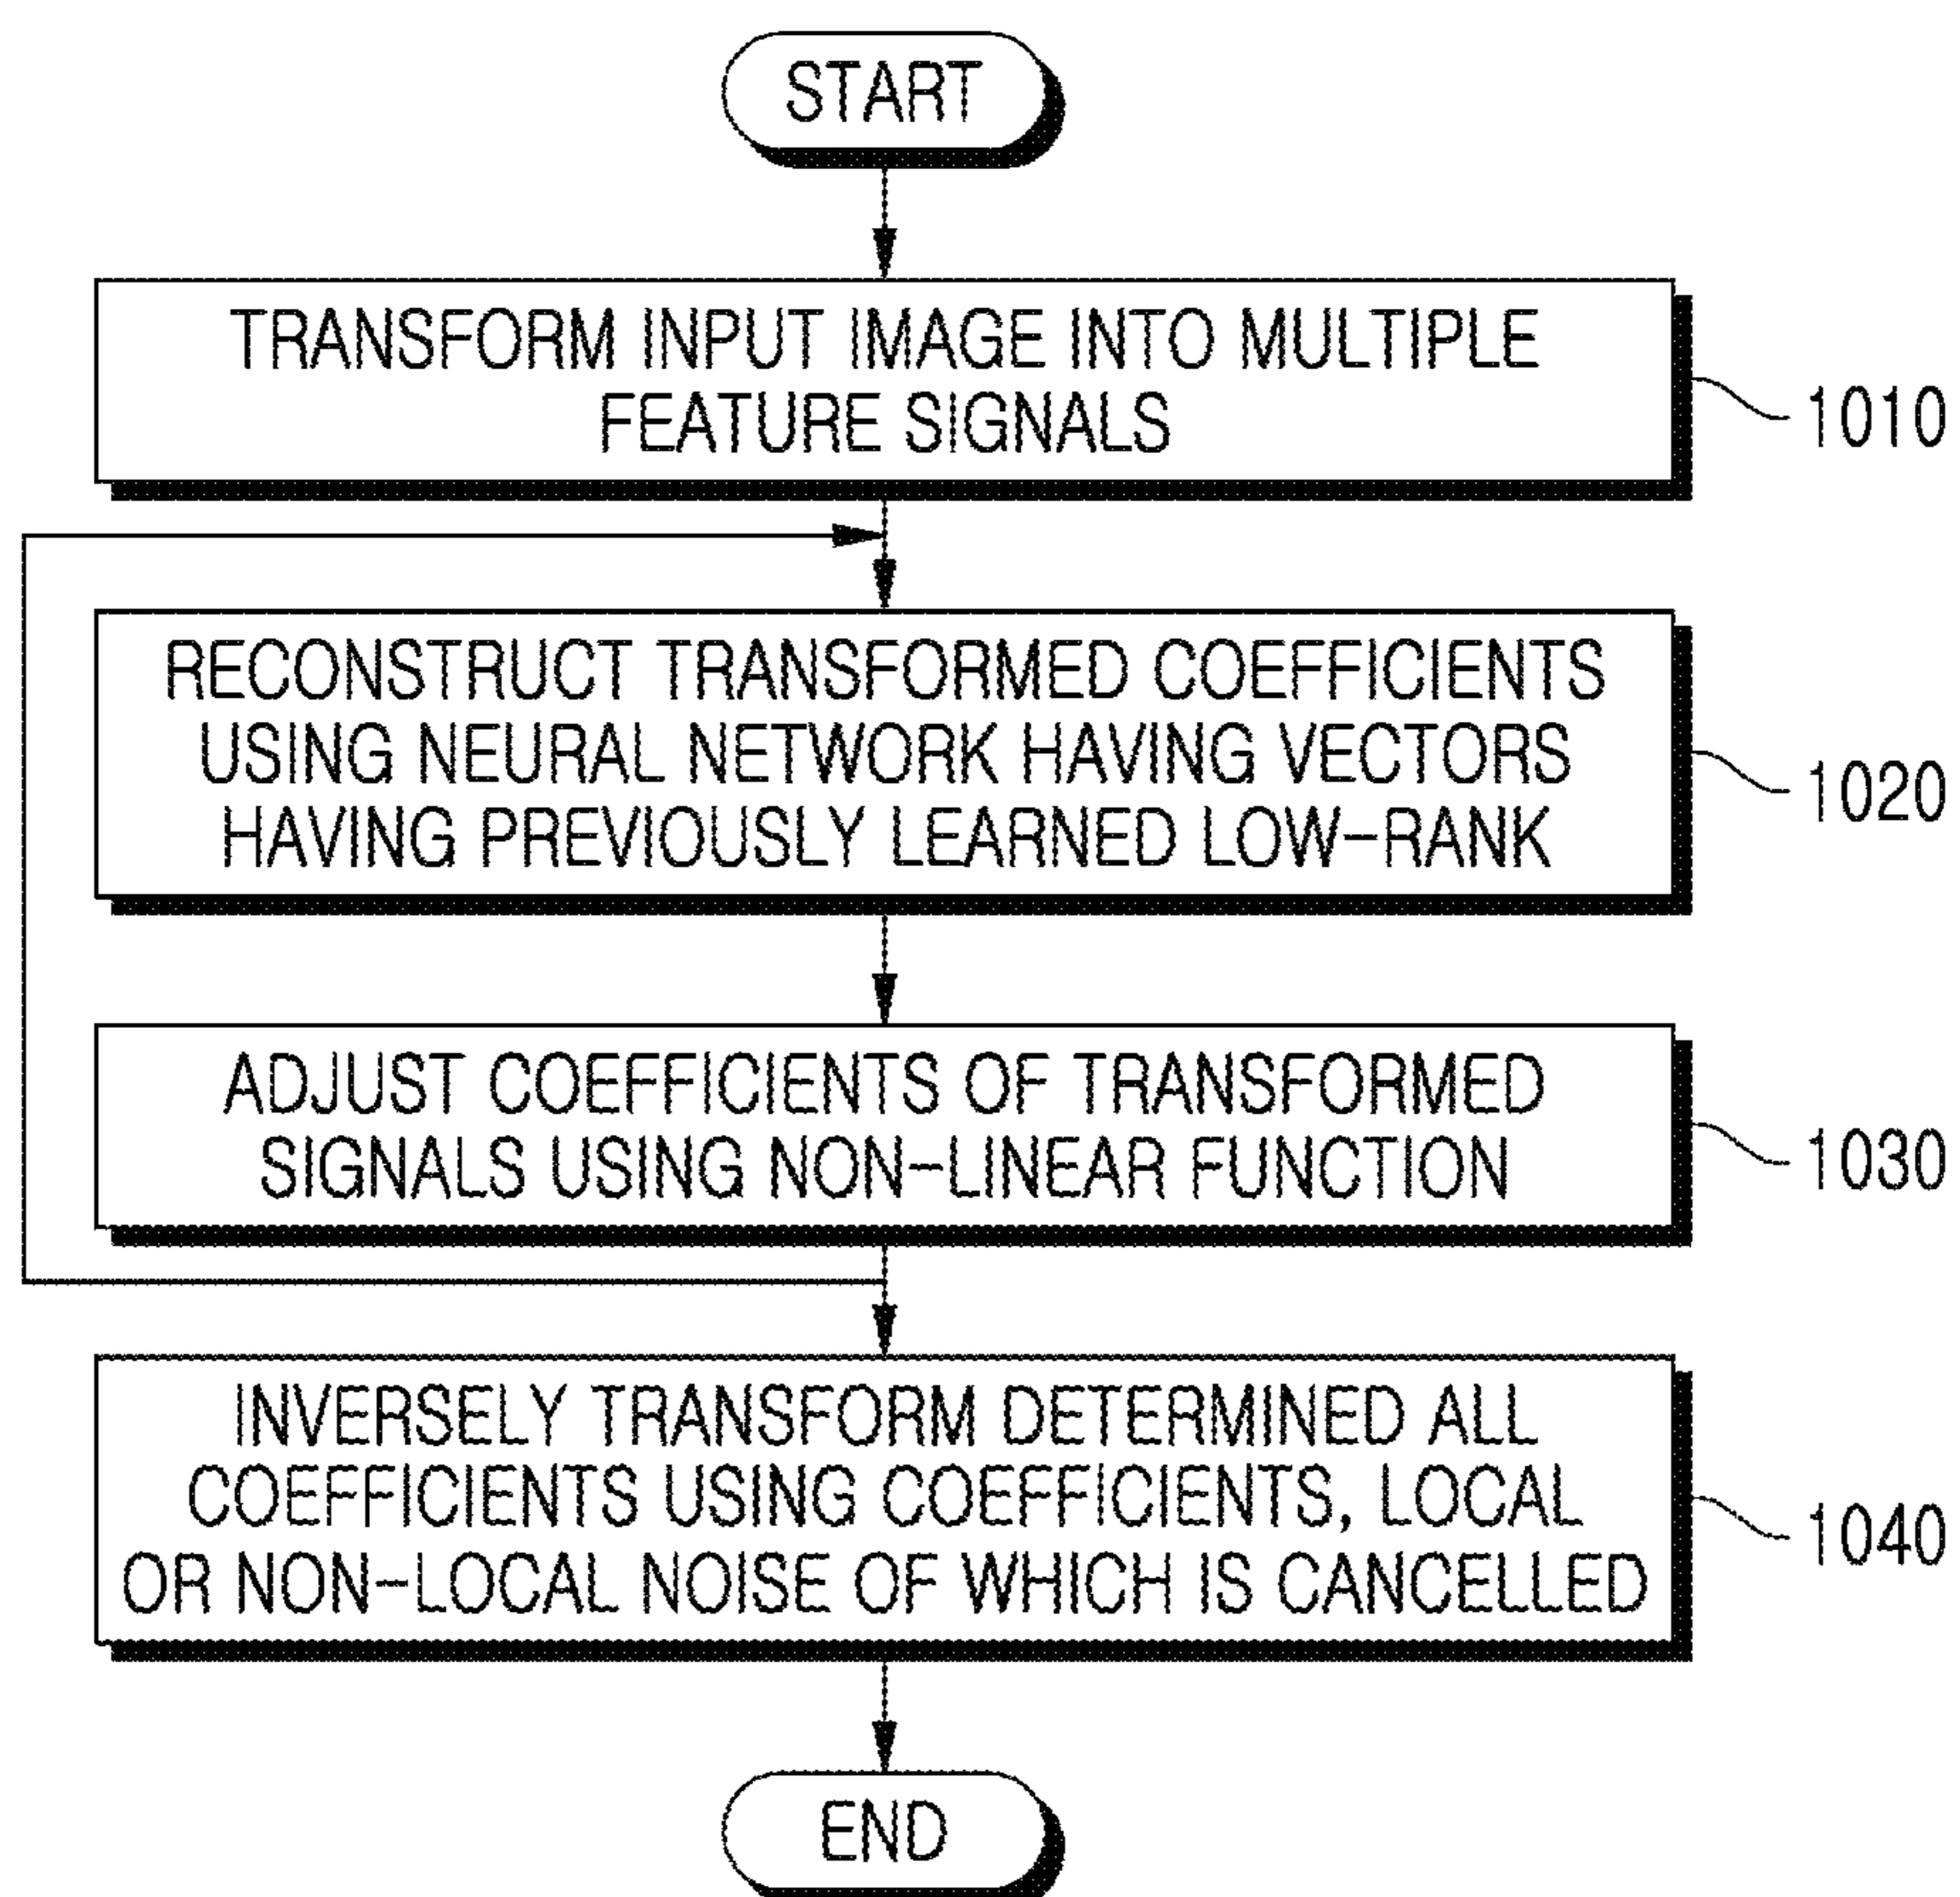 START
TRANSFORM INPUT IMAGE INTO MULTIPLE
FEATURE SIGNALS
1010
RECONSTRUCT TRANSFORMED COEFFICIENTS
USING NEURAL NETWORK HAVING VECTORS
HAVING PREVIOUSLY LEARNED LOW-RANK
1020
ADJUST COEFFICIENTS OF TRANSFORMED
SIGNALS USING NON-LINEAR FUNCTION
1030
INVERSELY TRANSFORM DETERMINED ALL
COEFFICIENTS USING COEFFICIENTS, LOCAL
OR NON-LOCAL NOISE OF WHICH IS CANCELLED
1040
END